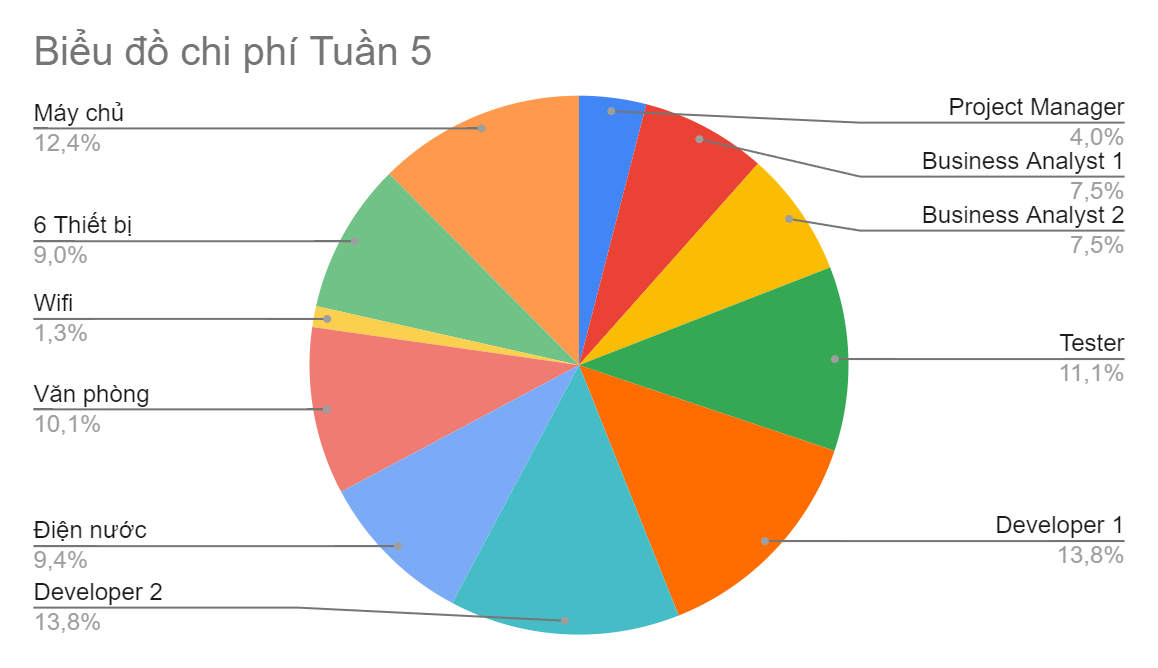 Biểu đồ chi phí Tuần 5
Máy chủ
12,4%
6 Thiết bị
9,0%
Wifi
1,3%
Văn phòng
10,1%
Điện nước
9,4%
Developer 2
13,8%
Project Manager
4,0%
Business Analyst 1
7,5%
Business Analyst 2
7,5%
Tester
11,1%
Developer 1
13,8%